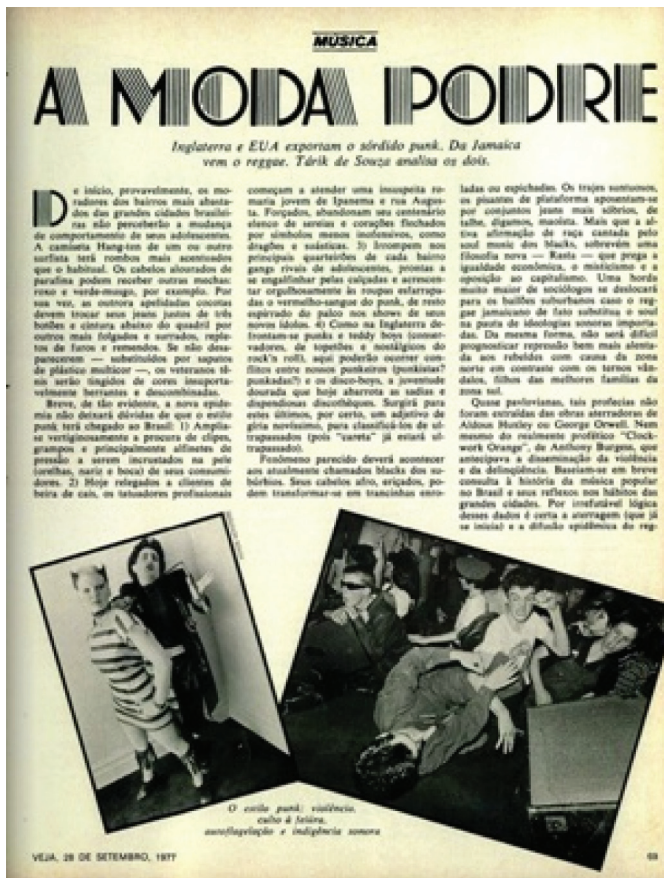 MÚSICA
A MODA PODRE
Inglaterra e EUA exportam o sórdido punk. Da Jamaica
vem o reggae. Tárik de Souza analisa os dois.
De início, provavelmente, os mo-
radores dos bairros mais abasta-
dos das grandes cidades brasilei-
ras não perceberão a mudança
de comportamento de seus adolescentes.
A camiseta Hang-ten de um ou outro
surfista terá rombos mais acentuados
que o habitual. Os cabelos alourados de
parafina podem receber outras mechas:
roxo e verde-musgo, por exemplo. Por
sua vez, as outrora apelidadas cocotas
devem trocar seus jeans justos de três
botões e cintura abaixo do quadril por
outros mais folgados e surrados, reple-
tos de furos e remendos. Se não desa-
parecerem — substituídos por sapatos
de plástico multicor —, os veteranos tê-
nis serão tingidos de cores insuporta-
velmente berrantes e descombinadas.
Breve, de tão evidente, a nova epide-
mia não deixará dúvidas de que o estilo
punk terá chegado ao Brasil: 1) Amplia-
se vertiginosamente a procura de clipes,
grampos e principalmente alfinetes de
pressão a serem incrustados na pele
(orelhas, nariz e boca) de seus consumi-
dores. 2) Hoje relegados a clientes de
beira de cais, os tatuadores profissionais
começam a atender uma insuspeita ro-
maria jovem de Ipanema e rua Augus-
ta. Forçados, abandonam seu centenário
elenco de sereias e corações flechados
por símbolos menos inofensivos, como
dragões e suásticas. 3) Irrompem nos
principais quarteirões de cada bairro
gangs rivais de adolescentes, prontas a
se engalfinhar pelas calçadas e acrescen-
tar orgulhosamente às roupas esfarrapa-
das o vermelho-sangue do punk, de resto
espirrado do palco nos shows de seus
novos ídolos. 4) Como na Inglaterra de-
frontam-se punks e teddy boys (conser-
vadores, de topetões e nostálgicos do
rock'n roll), aqui poderão ocorrer con-
flitos entre nossos punkeiros (punkistas?
punkadas?) e os disco-boys, a juventude
dourada que hoje abarrota as sadias e
dispendiosas discothèques. Surgirá para
estes últimos, por certo, um adjetivo de
gíria novíssimo, para classificá-los de ul-
trapassados (pois "careta" já estará ul-
trapassado).
Fenômeno parecido deverá acontecer
aos atualmente chamados blacks dos su-
búrbios. Seus cabelos afro, eriçados, po-
dem transformar-se em trancinhas enro-
ladas ou espichadas. Os trajes suntuosos,
os pisantes de plataforma aposentam-se
por conjuntos jeans mais sóbrios, de
talhe, digamos, maoísta. Mais que a al-
tiva afirmação de raça cantada pelo
soul music dos blacks, sobrevém uma
filosofia nova — Rasta — que prega a
igualdade econômica, o misticismo e a
oposição ao capitalismo. Uma horda
muito maior de sociólogos se deslocará
para os bailões suburbanos caso o reg-
gae jamaicano de fato substitua o soul
na pauta de ideologias sonoras importa-
das. Da mesma forma, não será difícil
prognosticar repressão bem mais alenta-
da aos rebeldes com causa da zona
norte em contraste com os ternos vân-
dalos, filhos das melhores famílias da
zona sul.
Quase pavlovianas, tais profecias não
foram extraídas das obras aterradoras de
Aldous Huxley ou George Orwell. Nem
mesmo do realmente profético "Clock-
work Orange", de Anthony Burgess, que
antecipava a disseminação da violência
e da delinqüência. Baseiam-se em breve
consulta à história da música popular
no Brasil e seus reflexos nos hábitos das
grandes cidades. Por irrefutável lógica
desses dados é certa a aterragem (que já
se inicia) e a difusão epidêmica do reg-
O estilo punk: violência,
culto à feiúra,
autoflagelação e indigência sonora
VEJA, 28 DE SETEMBRO, 1977
69